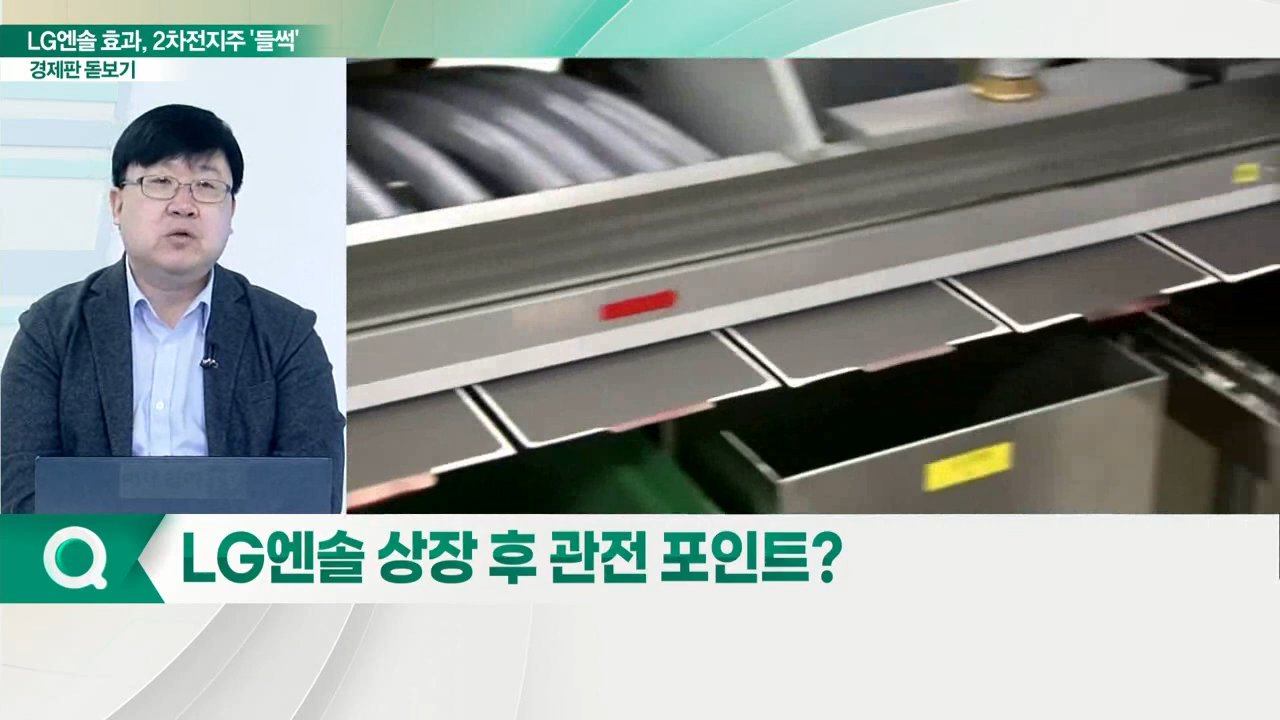 LG엔솔 효과, 2차전지주 '들썩'
경제판 돋보기
Q LG엔솔 상장 후 관전 포인트?